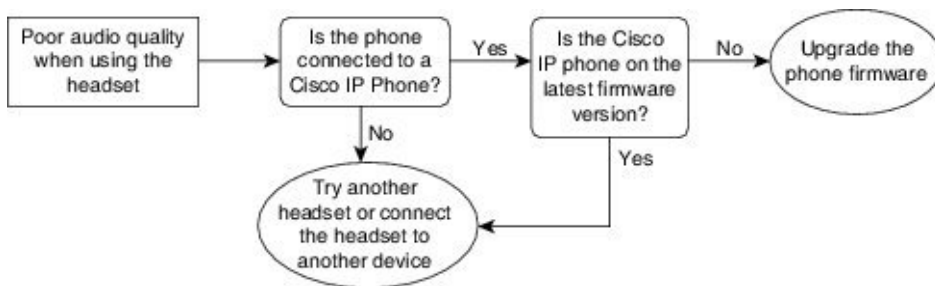 Poor audio quality
when using the
headset
Is the phone
connected to a
Cisco IP Phone?
Yes
Is the Cisco
IP phone on the
latest firmware
version?
No
Upgrade the
phone firmware
No
Yes
Try another
headset or connect
the headset to
another device